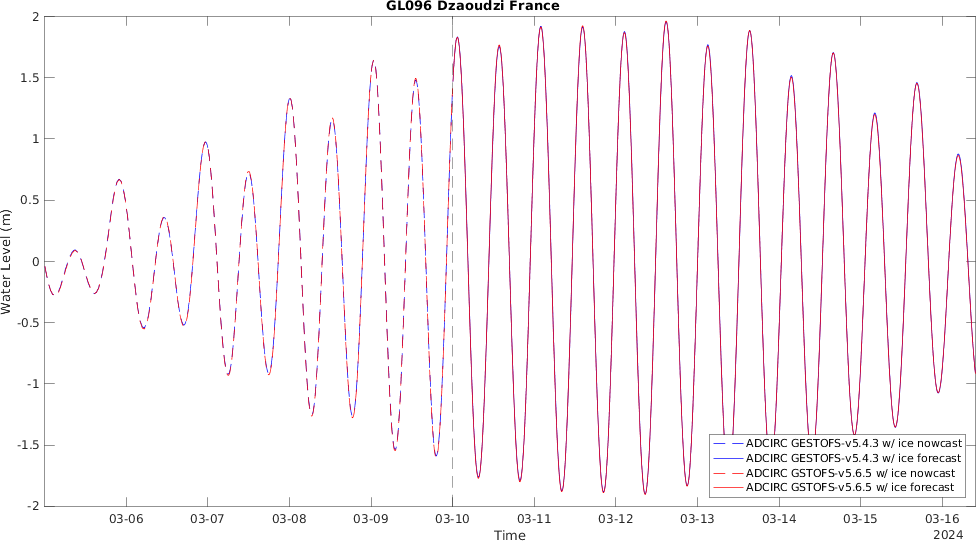 GL096 Dzaoudzi France
2
1.5
1
0.5
0
-0.5
-1
-1.5
-2
Water Level (m)
ADCIRC GESTOFS-v5.4.3 w/ ice nowcast
ADCIRC GESTOFS-v5.4.3 w/ ice forecast
ADCIRC GSTOFS-v5.6.5 w/ ice nowcast
ADCIRC GSTOFS-v5.6.5 w/ ice forecast
03-06 03-07 03-08 03-09 03-10 03-11 03-12 03-13 03-14 03-15 03-16
Time
2024